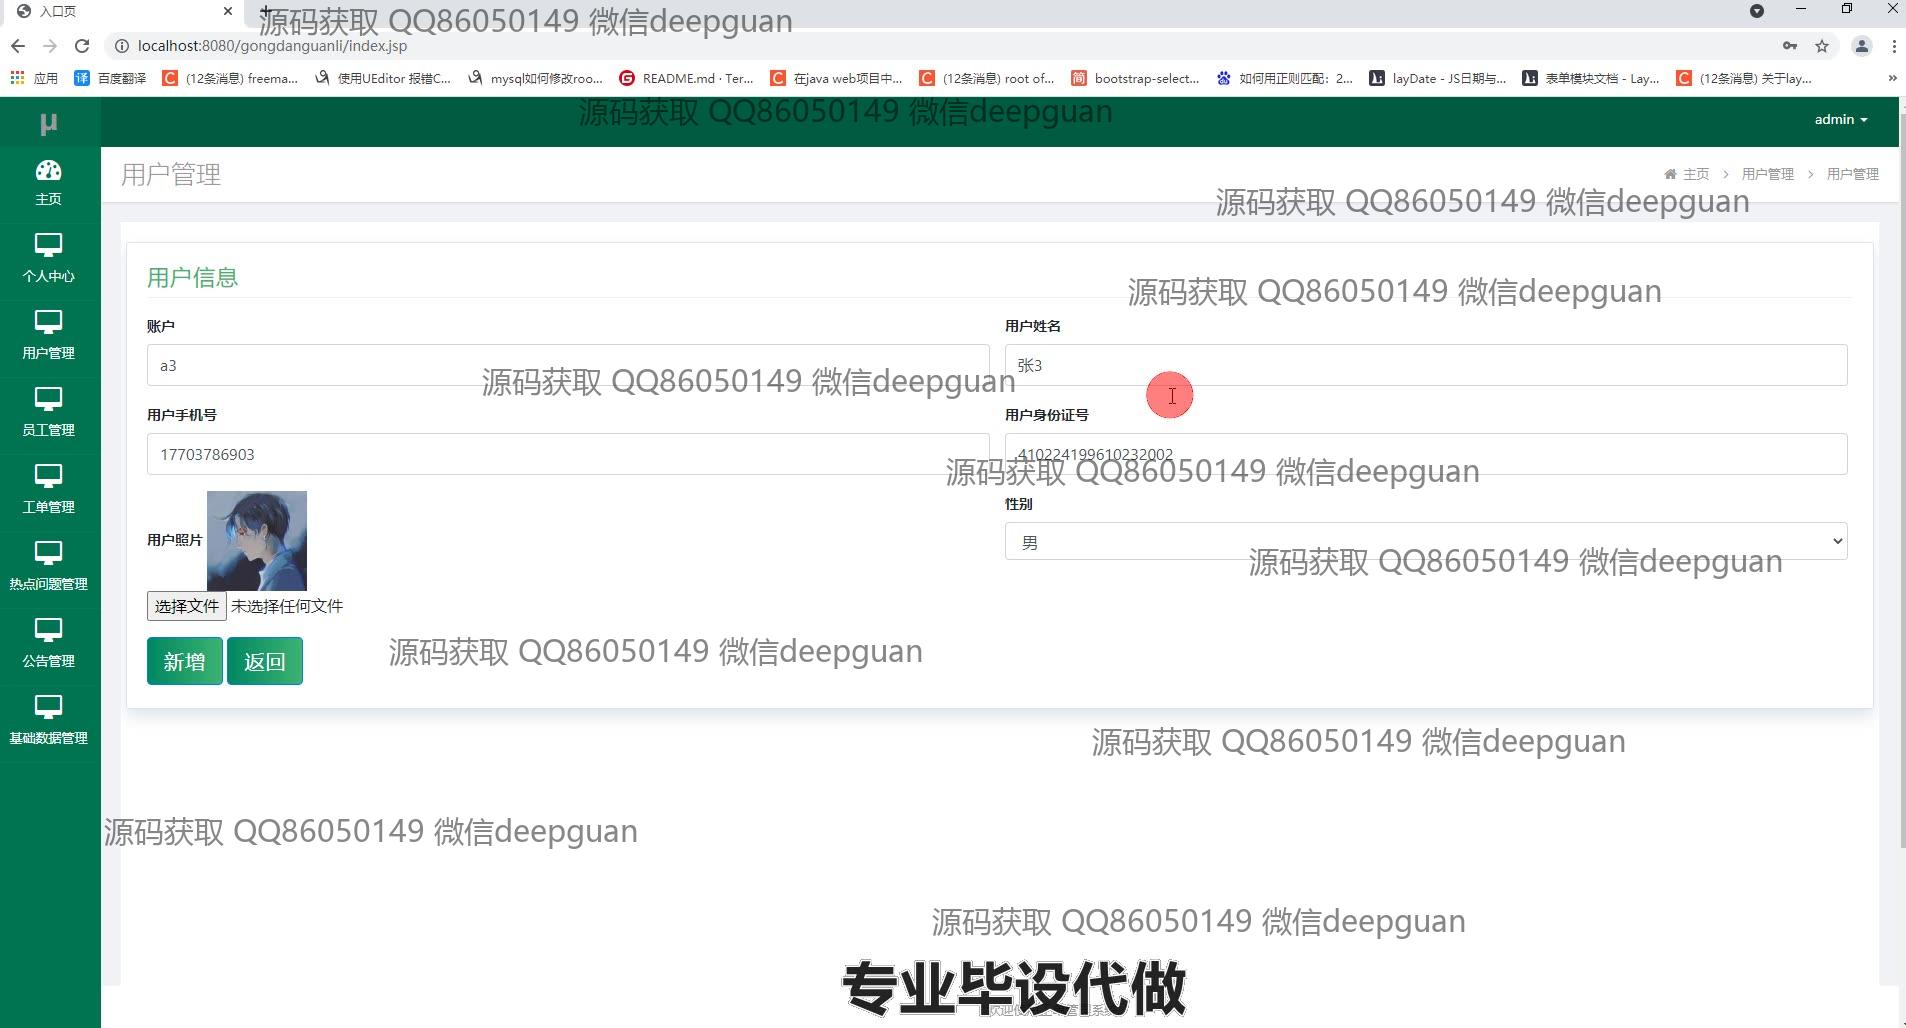 入口页
源码获取 QQ86050149 微信deepguan
localhost:8080/gongdanguanli/index.jsp
应用
译 百度翻译
C (12条消息) freema...
使用UEditor 报错C...
mysql如何修改roo...
G README.md · Ter...
C 在java web项目中...
C (12条消息) root of...
简 bootstrap-select...
如何用正则匹配：2...
layDate - JS日期与...
表单模块文档 - Lay...
C (12条消息) 关于lay...
»
μ
源码获取 QQ86050149 微信deepguan
admin
主页
用户管理
主页 > 用户管理 > 用户管理
源码获取 QQ86050149 微信deepguan
个人中心
用户信息
源码获取 QQ86050149 微信deepguan
账户
用户姓名
用户管理
a3
张3
源码获取 QQ86050149 微信deepguan
用户手机号
用户身份证号
员工管理
17703786903
410224199610232002
源码获取 QQ86050149 微信deepguan
工单管理
性别
用户照片
男
源码获取 QQ86050149 微信deepguan
热点问题管理
选择文件 未选择任何文件
公告管理
新增 返回
源码获取 QQ86050149 微信deepguan
基础数据管理
源码获取 QQ86050149 微信deepguan
源码获取 QQ86050149 微信deepguan
源码获取 QQ86050149 微信deepguan
专业毕设代做